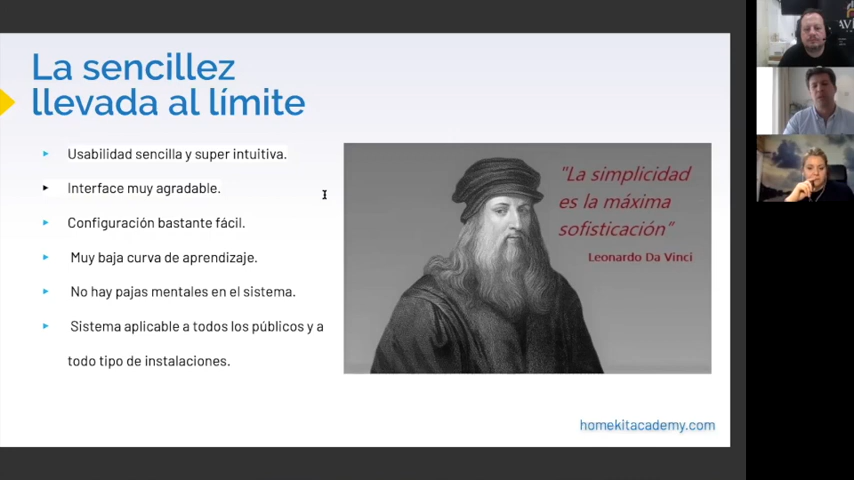 La sencillez
llevada al límite
Usabilidad sencilla y super intuitiva.
Interface muy agradable.
Configuración bastante fácil.
Muy baja curva de aprendizaje.
No hay pajas mentales en el sistema.
Sistema aplicable a todos los públicos y a
todo tipo de instalaciones.
"La simplicidad
es la máxima
sofisticación"
Leonardo Da Vinci
homekitacademy.com